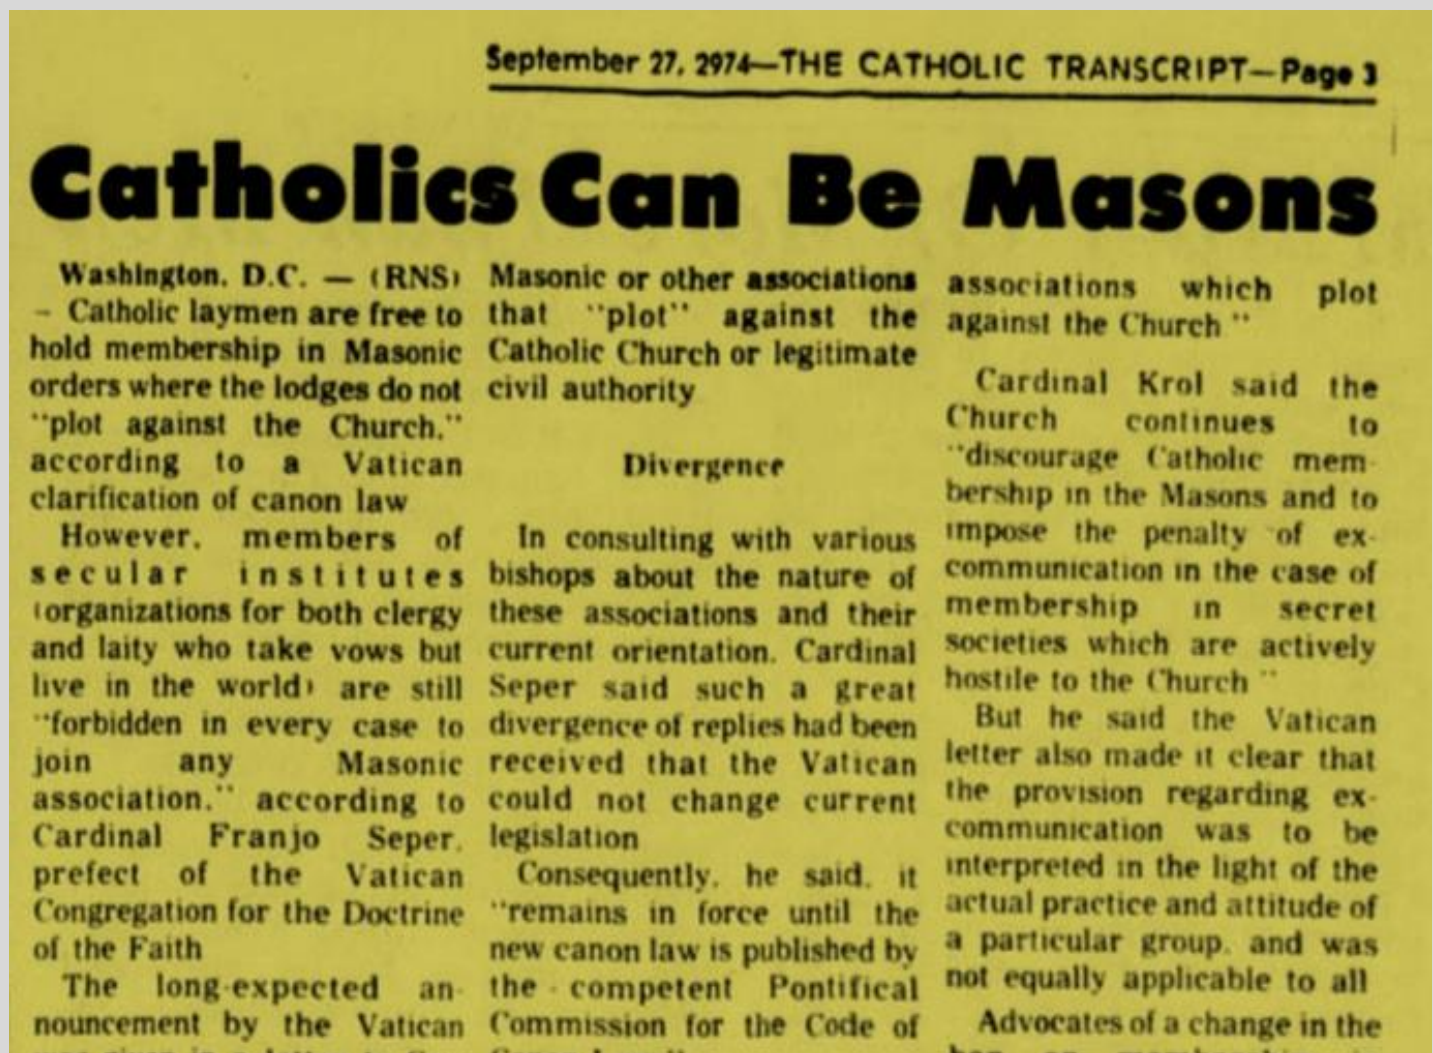 September 27, 2974—THE CATHOLIC TRANSCRIPT—Page 3
Catholics Can Be Masons
Washington, D.C. — (RNS)
– Catholic laymen are free to
hold membership in Masonic
orders where the lodges do not
"plot against the Church,"
according to a Vatican
clarification of canon law
However, members of
secular institutes
(organizations for both clergy
and laity who take vows but
live in the world) are still
"forbidden in every case to
join any Masonic
association," according to
Cardinal Franjo Seper,
prefect of the Vatican
Congregation for the Doctrine
of the Faith
The long-expected an-
nouncement by the Vatican
Masonic or other associations
that "plot" against the
Catholic Church or legitimate
civil authority
Divergence
In consulting with various
bishops about the nature of
these associations and their
current orientation, Cardinal
Seper said such a great
divergence of replies had been
received that the Vatican
could not change current
legislation
Consequently, he said, it
"remains in force until the
new canon law is published by
the competent Pontifical
Commission for the Code of
associations which plot
against the Church"
Cardinal Krol said the
Church continues to
"discourage Catholic mem-
bership in the Masons and to
impose the penalty of ex-
communication in the case of
membership in secret
societies which are actively
hostile to the Church"
But he said the Vatican
letter also made it clear that
the provision regarding ex-
communication was to be
interpreted in the light of the
actual practice and attitude of
a particular group, and was
not equally applicable to all
Advocates of a change in the